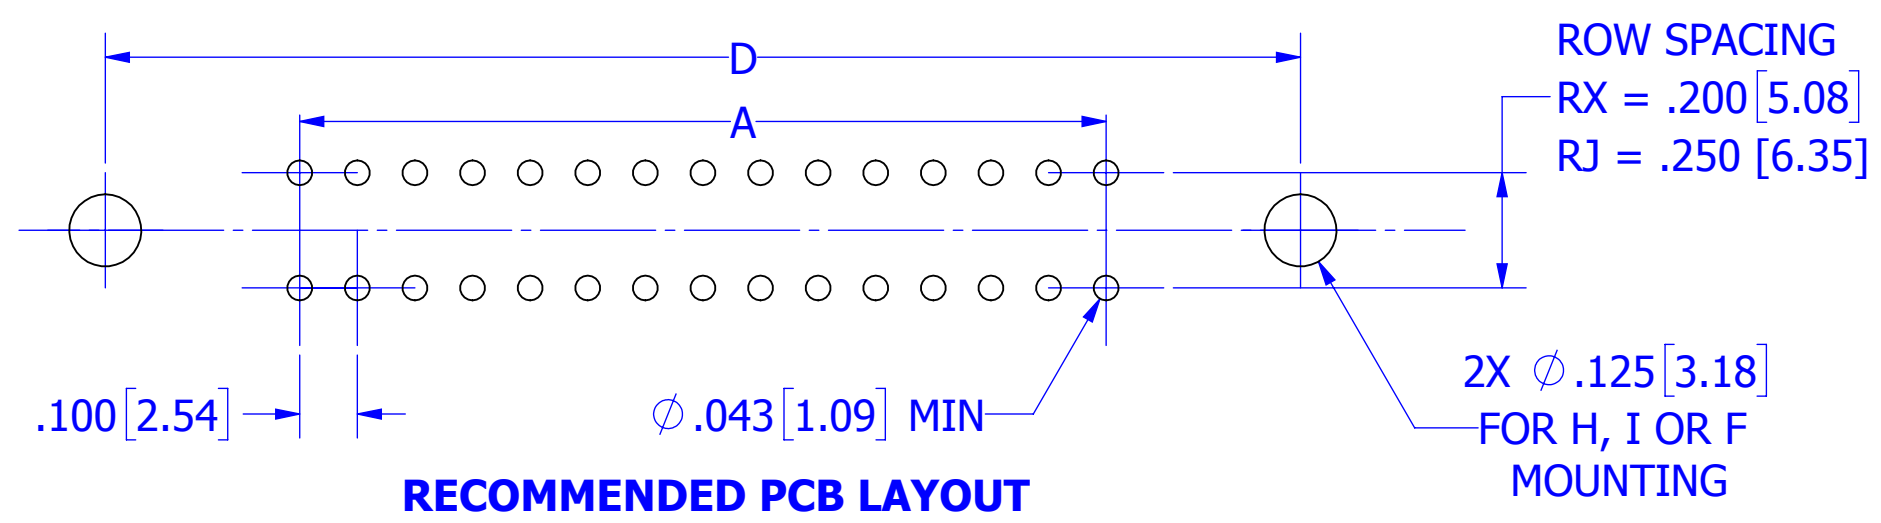 D
A
ROW SPACING
RX = .200[5.08]
RJ = .250 [6.35]
.100[2.54]
∅.043[1.09] MIN
2X ∅.125[3.18]
FOR H, I OR F
MOUNTING
RECOMMENDED PCB LAYOUT